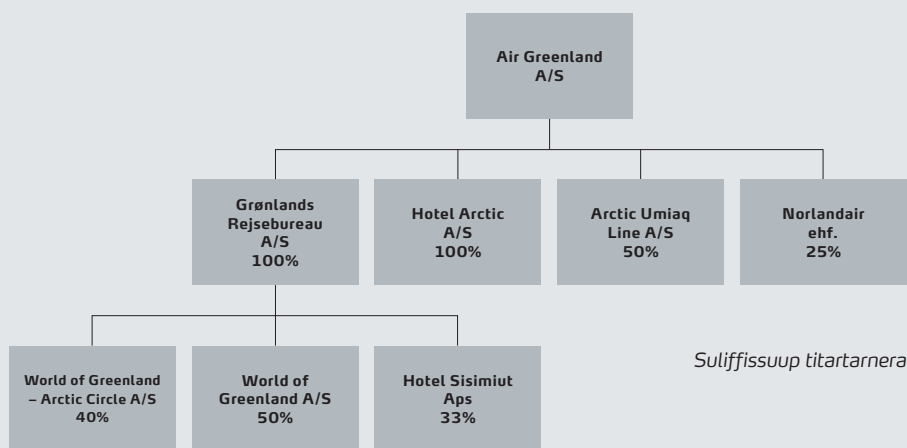 Air Greenland
A/S
Grønlands
Rejsebureau
A/S
100%
Hotel Arctic
A/S
100%
Arctic Umiaq
Line A/S
50%
Norlandair
ehf.
25%
World of Greenland
– Arctic Circle A/S
40%
World of
Greenland A/S
50%
Hotel Sisimiut
Aps
33%
Suliffissuup titartarnera